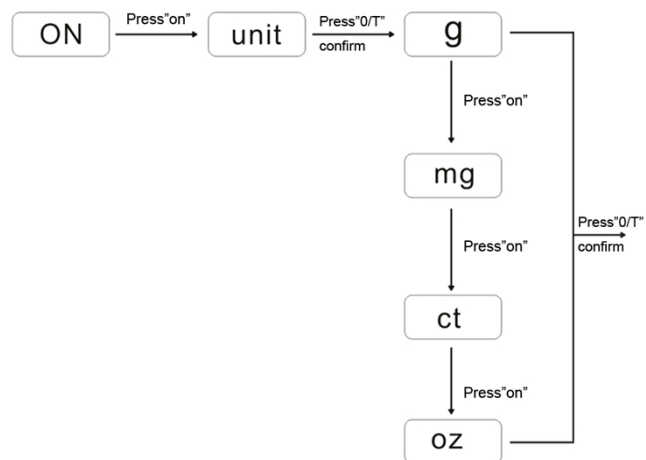 ON
Press"on"
unit
Press"0/T"
confirm
g
Press"on"
mg
Press"on"
ct
Press"on"
oz
Press"0/T"
confirm